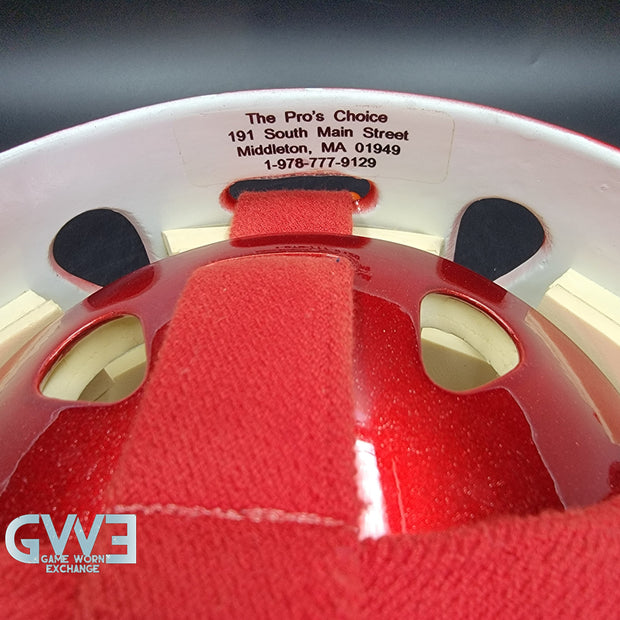 The Pro's Choice
191 South Main Street
Middleton, MA 01949
1-978-777-9129
GWE
GAME WORN
EXCHANGE